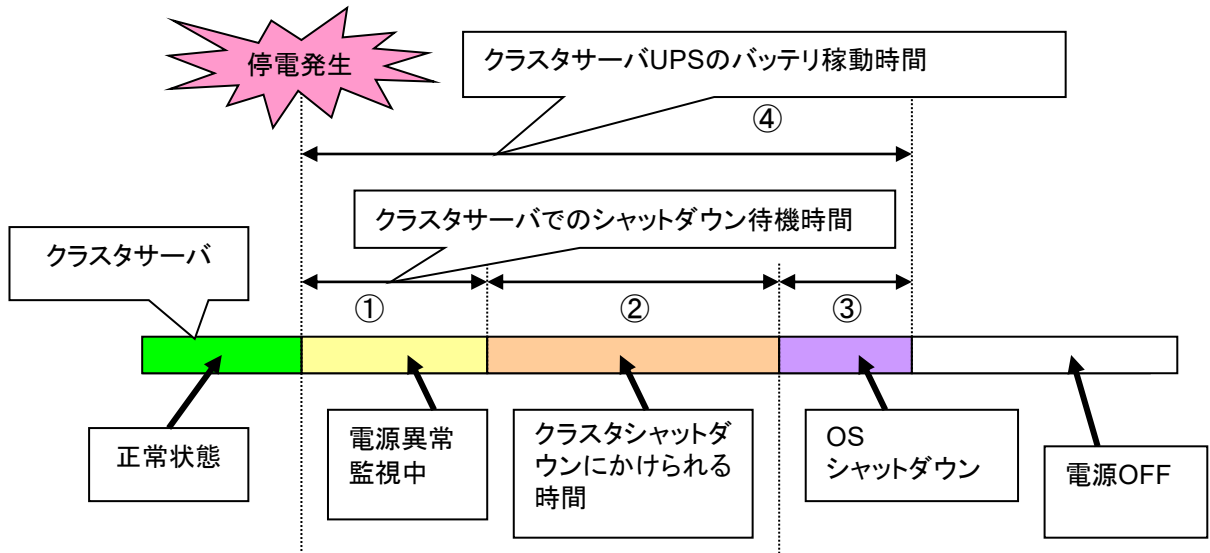 停電発生
クラスタサーバUPSのバッテリ稼動時間
④
クラスタサーバでのシャットダウン待機時間
クラスタサーバ
①
②
③
正常状態
電源異常
監視中
クラスタシャットダ
ウンにかけられる
時間
OS
シャットダウン
電源OFF